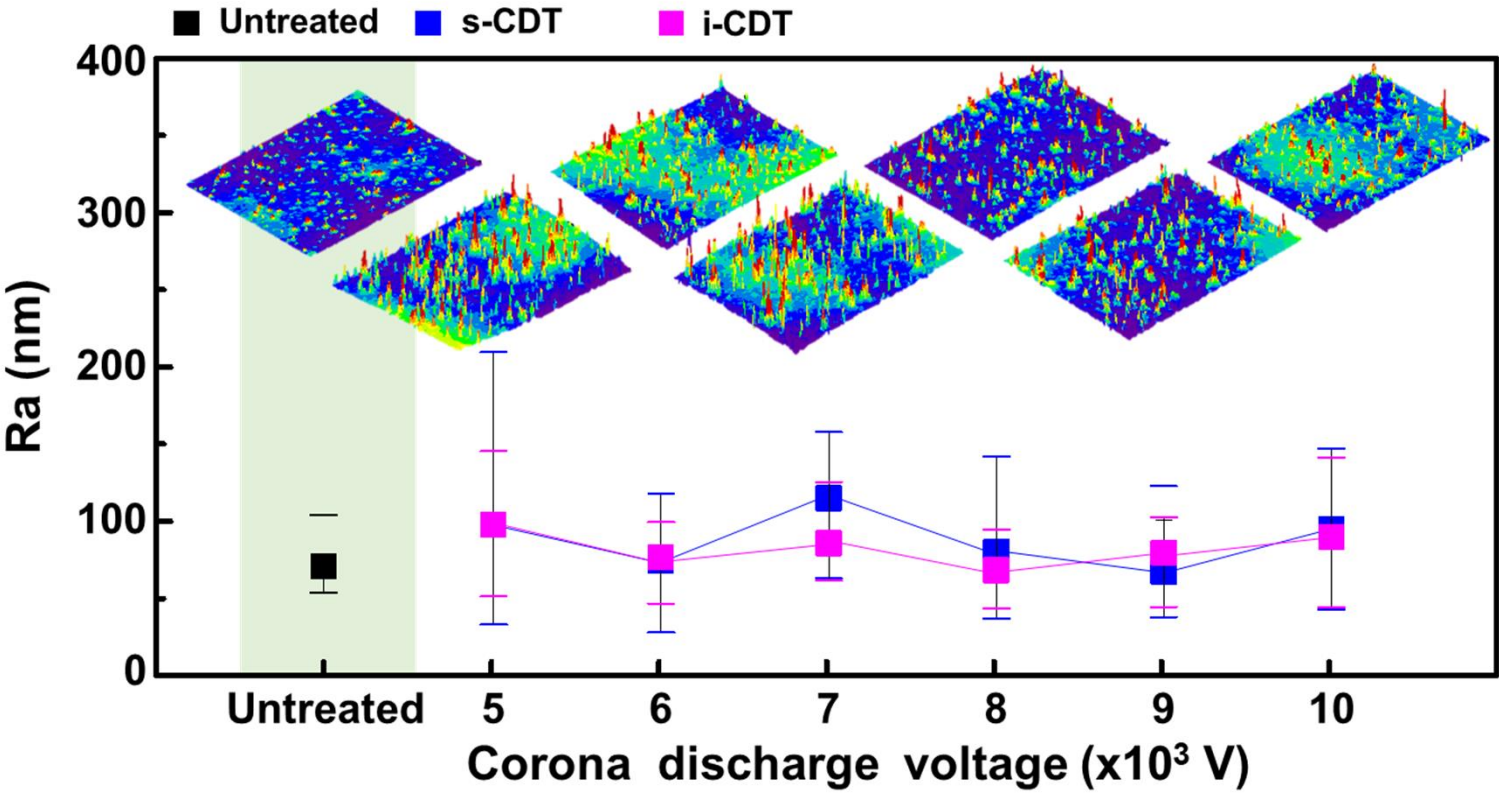 Untreated s-CDT i-CDT
400
300
200
100
0
Ra (nm)
Untreated 5 6 7 8 9 10
Corona discharge voltage (x10³ V)